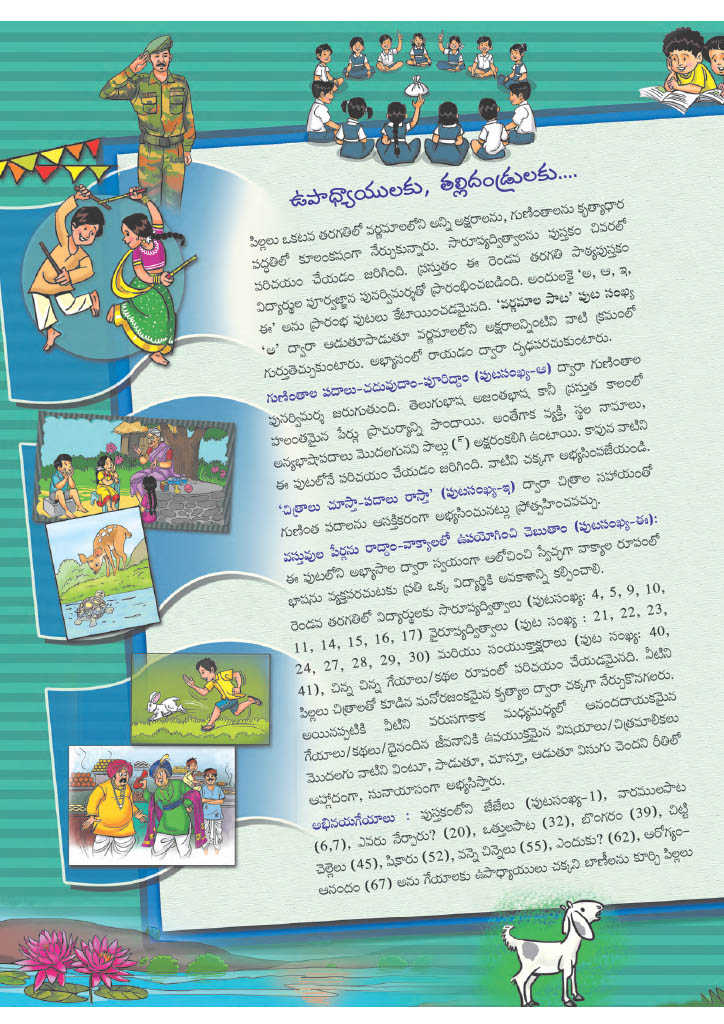 ఉపాధ్యాయులకు, తల్లిదండ్రులకు....
పిల్లలు ఒకటవ తరగతిలో వర్ణమాలలోని అన్ని అక్షరాలను, గుణింతాలను కృత్యాధార
పద్ధతిలో కూలంకషంగా నేర్చుకున్నారు. సారూప్యద్విత్వాలను పుస్తకం చివరలో
పరిచయం చేయడం జరిగింది. ప్రస్తుతం ఈ రెండవ తరగతి పాఠ్యపుస్తకం
విద్యార్థుల పూర్వజ్ఞాన పునర్విమర్శతో ప్రారంభించబడింది. అందులకై ‘అ, ఆ, ఇ,
ఈ’ అను ప్రారంభ పుటలు కేటాయించడమైనది. ‘వర్ణమాల పాట’ పుట సంఖ్య
‘అ’ ద్వారా ఆడుతూపాడుతూ వర్ణమాలలోని అక్షరాలన్నింటిని వాటి క్రమంలో
గుర్తుతెచ్చుకుంటారు. అభ్యాసంలో రాయడం ద్వారా దృఢపరచుకుంటారు.
గుణింతాల పదాలు-చదువుదాం-పూరిద్దాం (పుటసంఖ్య-ఆ) ద్వారా గుణింతాల
పునర్విమర్శ జరుగుతుంది. తెలుగుభాష అజంతభాష కానీ ప్రస్తుత కాలంలో
హలంతమైన పేర్లు ప్రాచుర్యాన్ని పొందాయి. అంతేగాక వ్యక్తి, స్థల నామాలు,
అన్యభాషాపదాలు మొదలగునవి పొల్లు (్) అక్షరంకలిగి ఉంటాయి. కావున వాటిని
ఈ పుటలోనే పరిచయం చేయడం జరిగింది. వాటిని చక్కగా అభ్యసింపజేయండి.
‘చిత్రాలు చూస్తా-పదాలు రాస్తా’ (పుటసంఖ్య-ఇ) ద్వారా చిత్రాల సహాయంతో
గుణింత పదాలను ఆసక్తికరంగా అభ్యసించునట్లు ప్రోత్సహించవచ్చు.
వస్తువుల పేర్లను రాద్దాం-వాక్యాలలో ఉపయోగించి చెబుతాం (పుటసంఖ్య-ఈ):
ఈ పుటలోని అభ్యాసాల ద్వారా స్వయంగా ఆలోచించి స్వేచ్ఛగా వాక్యాల రూపంలో
భాషను వ్యక్తపరచుటకు ప్రతి ఒక్క విద్యార్థికి అవకాశాన్ని కల్పించాలి.
రెండవ తరగతిలో విద్యార్థులకు సారూప్యద్విత్వాలు (పుటసంఖ్య: 4, 5, 9, 10,
11, 14, 15, 16, 17) వైరూప్యద్విత్వాలు (పుట సంఖ్య : 21, 22, 23,
24, 27, 28, 29, 30) మరియు సంయుక్తాక్షరాలు (పుట సంఖ్య: 40,
41), చిన్న చిన్న గేయాలు/కథల రూపంలో పరిచయం చేయడమైనది. వీటిని
పిల్లలు చిత్రాలతో కూడిన మనోరంజకమైన కృత్యాల ద్వారా చక్కగా నేర్చుకొనగలరు.
అయినప్పటికి వీటిని వరుసగాకాక మధ్యమధ్యలో ఆనందదాయకమైన
గేయాలు/కథలు/దైనందిన జీవనానికి ఉపయుక్తమైన విషయాలు/చిత్రమాలికలు
మొదలగు వాటిని వింటూ, పాడుతూ, చూస్తూ, ఆడుతూ విసుగు చెందని రీతిలో
ఆహ్లాదంగా, సునాయాసంగా అభ్యసిస్తారు.
అభినయగేయాలు : పుస్తకంలోని జేజేలు (పుటసంఖ్య-1), వారములపాట
(6,7), ఎవరు నేర్పారు? (20), ఒత్తులపాట (32), బొంగరం (39), చిట్టి
చెల్లెలు (45), షికారు (52), వన్నె చిన్నెలు (55), ఎందుకు? (62), ఆరోగ్యం-
ఆనందం (67) అను గేయాలకు ఉపాధ్యాయులు చక్కని బాణీలను కూర్చి పిల్లలు